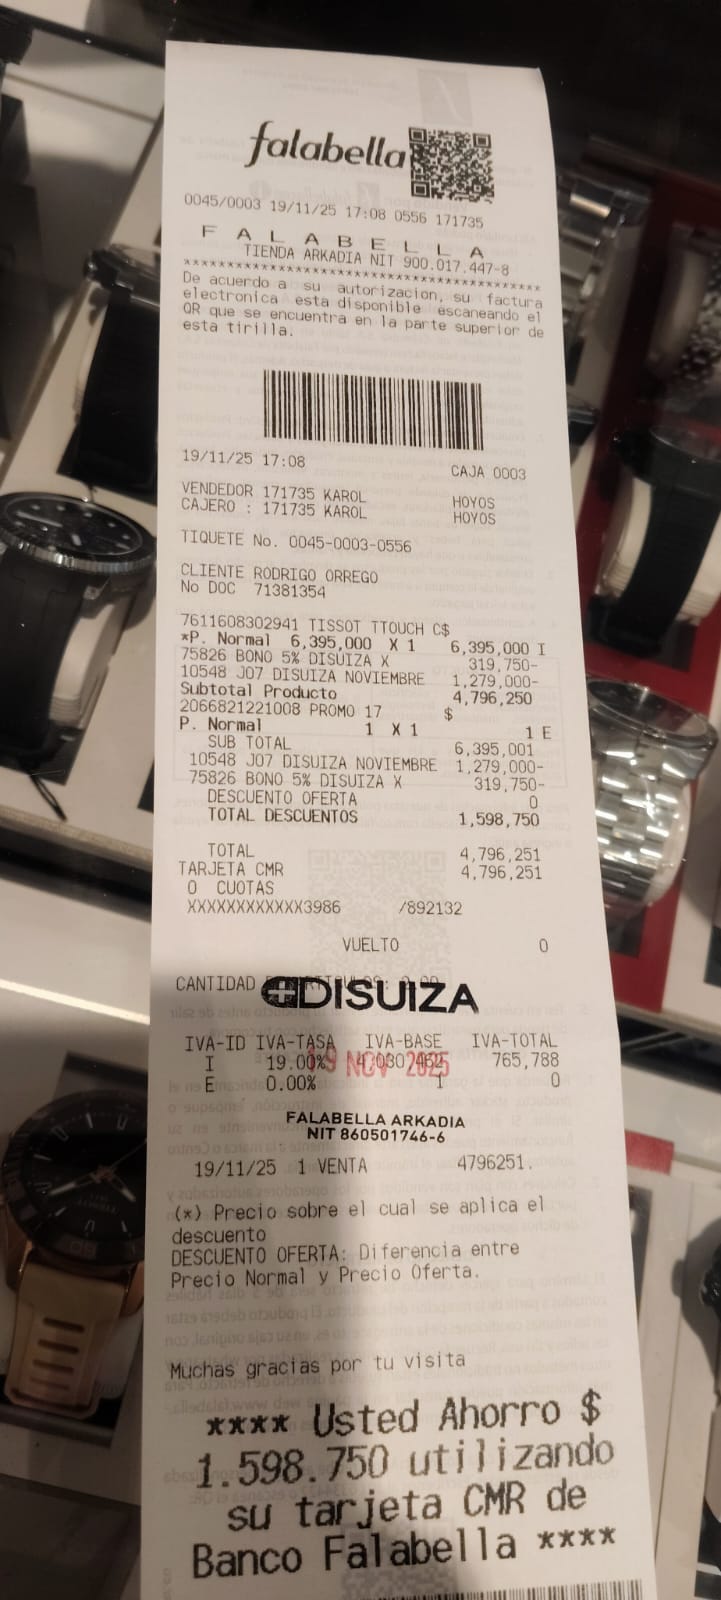 falabella
0045/0003 19/11/25 17:08 0556 171735
F A L A B E L L A
TIENDA ARKADIA NIT 900.017.447-8
****************************************
De acuerdo a su autorizacion, su factura
electronica esta disponible escaneando el
QR que se encuentra en la parte superior de
esta tirilla.
19/11/25 17:08 CAJA 0003
VENDEDOR 171735 KAROL HOYOS
CAJERO : 171735 KAROL HOYOS
TIQUETE No. 0045-0003-0556
CLIENTE RODRIGO ORREGO
No DOC 71381354
7611608302941 TISSOT TTOUCH C$
*P. Normal 6,395,000 X 1 6,395,000 I
75826 BONO 5% DISUIZA X 319,750-
10548 J07 DISUIZA NOVIEMBRE 1,279,000-
Subtotal Producto 4,796,250
2066821221008 PROMO 17 $
P. Normal 1 X 1 1 E
SUB TOTAL 6,395,001
10548 J07 DISUIZA NOVIEMBRE 1,279,000-
75826 BONO 5% DISUIZA X 319,750-
DESCUENTO OFERTA 0
TOTAL DESCUENTOS 1,598,750
TOTAL 4,796,251
TARJETA CMR 4,796,251
0 CUOTAS
XXXXXXXXXXXX3986 /892132
VUELTO 0
CANTIDAD
DISUIZA
IVA-ID IVA-TASA IVA-BASE IVA-TOTAL
I 19.00% 4,030,462 765,788
19 NOV 2025
E 0.00% 1 0
FALABELLA ARKADIA
NIT 860501746-6
19/11/25 1 VENTA 4796251.
(*) Precio sobre el cual se aplica el
descuento
DESCUENTO OFERTA: Diferencia entre
Precio Normal y Precio Oferta.
Muchas gracias por tu visita
**** Usted Ahorro $
1.598.750 utilizando
su tarjeta CMR de
Banco Falabella ****